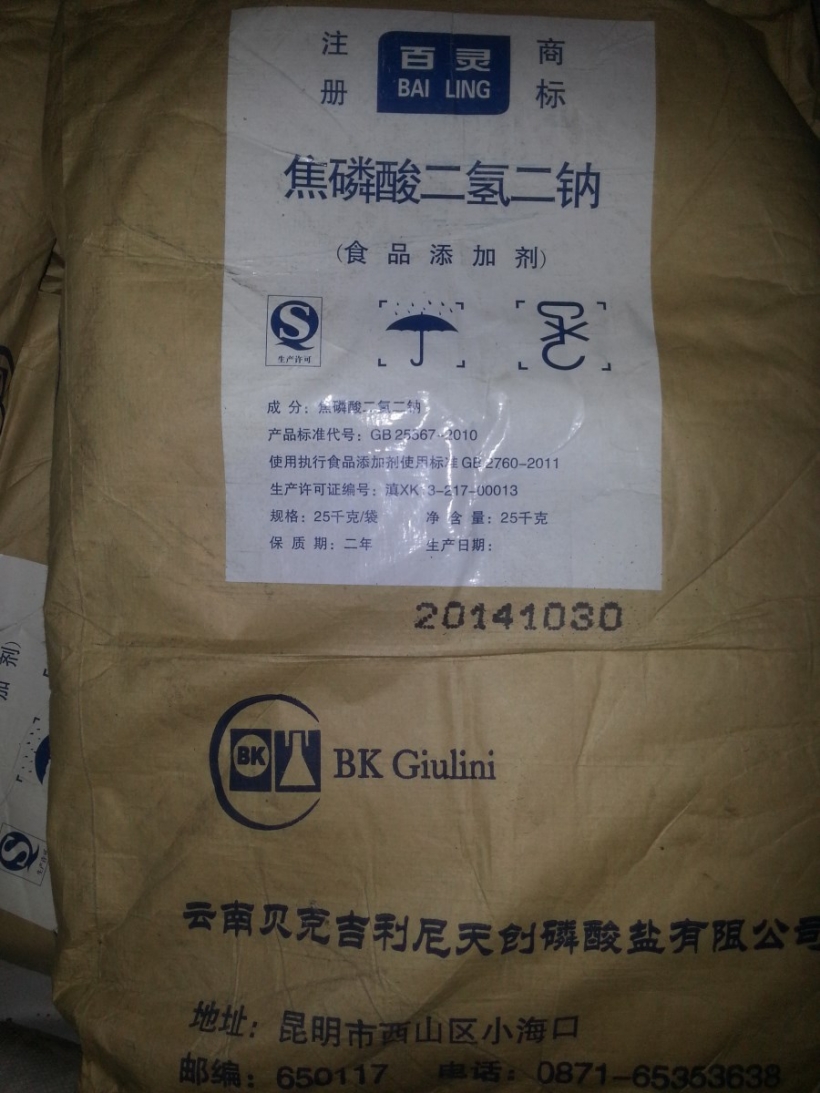 注 商
百灵
BAI LING
册 标
焦磷酸二氢二钠
(食品添加剂)
生产许可
成 分：焦磷酸二氢二钠
产品标准代号：GB 25567-2010
使用执行食品添加剂使用标准 GB 2760-2011
生产许可证编号：滇XK13-217-00013
规格：25千克/袋 净 含 量：25千克
保 质 期：二年 生产日期：
20141030
BK
BK Giulini
云南贝克吉利尼天创磷酸盐有限公司
地址：昆明市西山区小海口
邮编：650117 电话：0871-65353638
加 剂)